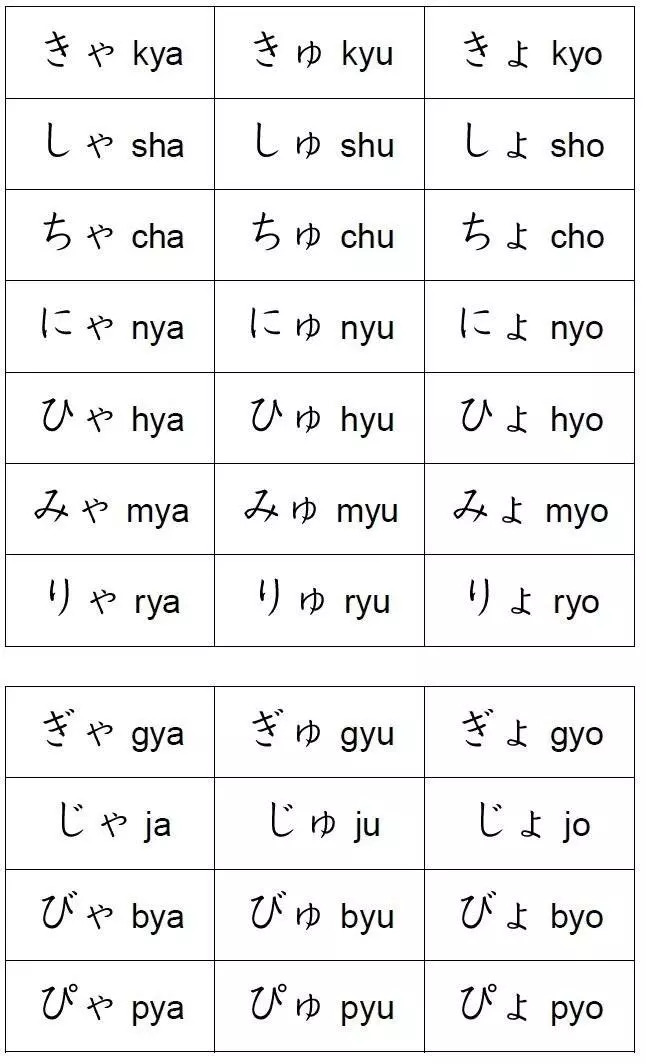 きゃ kya きゅ kyu きょ kyo
しゃ sha しゅ shu しょ sho
ちゃ cha ちゅ chu ちょ cho
にゃ nya にゅ nyu にょ nyo
ひゃ hya ひゅ hyu ひょ hyo
みゃ mya みゅ myu みょ myo
りゃ rya りゅ ryu りょ ryo
ぎゃ gya ぎゅ gyu ぎょ gyo
じゃ ja じゅ ju じょ jo
びゃ bya びゅ byu びょ byo
ぴゃ pya ぴゅ pyu ぴょ pyo